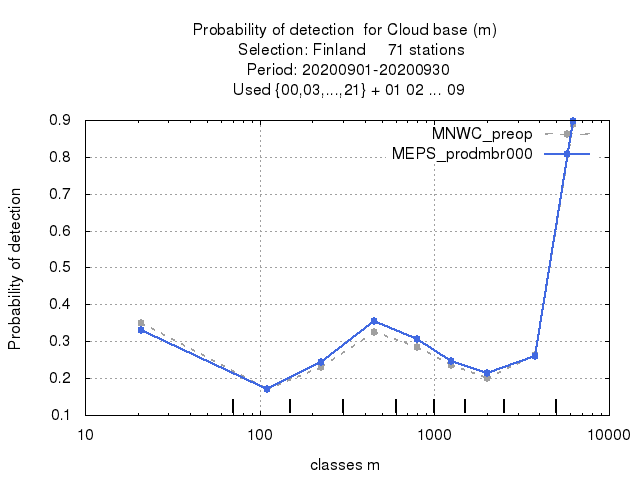 Probability of detection  for Cloud base (m)
Selection: Finland     71 stations
Period: 20200901-20200930
Used {00,03,...,21} + 01 02 ... 09
MNWC_preop
MEPS_prodmbr000
Probability of detection
0.9
0.8
0.7
0.6
0.5
0.4
0.3
0.2
0.1
10
100
1000
10000
classes m